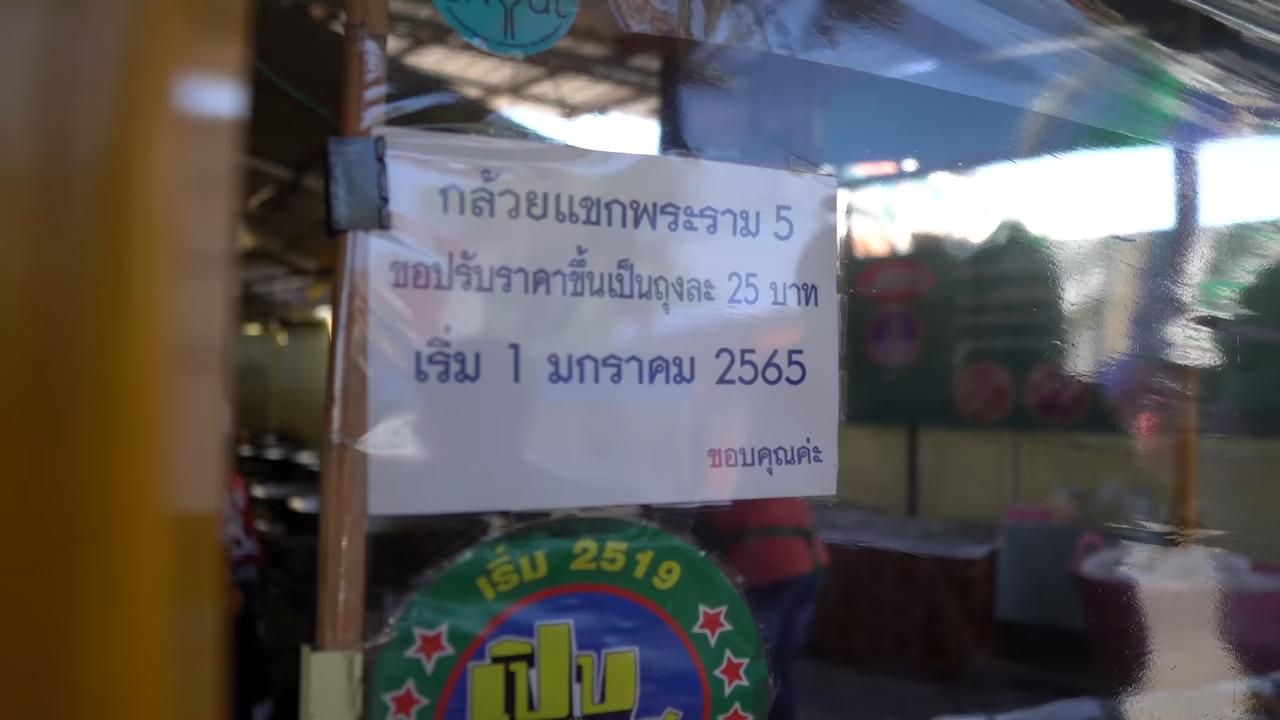 กล้วยแขกพระราม 5
ขอปรับราคาขึ้นเป็นถุงละ 25 บาท
เริ่ม 1 มกราคม 2565
ขอบคุณค่ะ
เริ่ม 2519
เปิบ